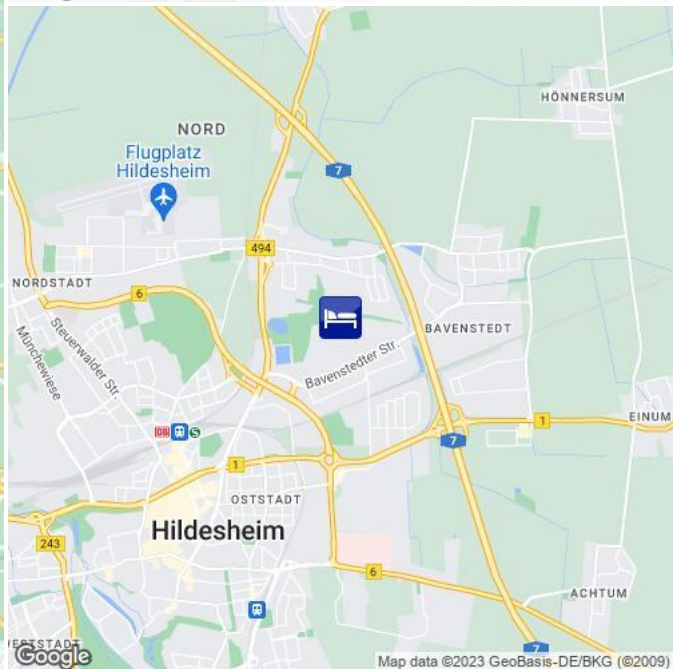 HÖNNERSUM
NORD
Flugplatz
Hildesheim
7
494
NORDSTADT
6
Steuerwalder Str.
Münchewiese
BAVENSTEDT
Bavenstedter Str.
DB
S
1
7
1
EINUM
OSTSTADT
Hildesheim
243
6
ACHTUM
7
Google
Map data ©2023 GeoBasis-DE/BKG (©2009)